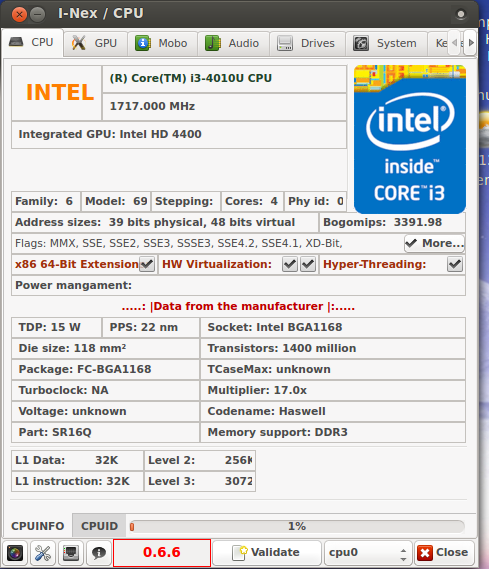 I-Nex / CPU
CPU GPU Mobo Audio Drives System Ke
INTEL
(R) Core(TM) i3-4010U CPU
1717.000 MHz
Integrated GPU: Intel HD 4400
intel
inside™
CORE™i3
Family: 6 Model: 69 Stepping: Cores: 4 Phy id: 0
Address sizes: 39 bits physical, 48 bits virtual Bogomips: 3391.98
Flags: MMX, SSE, SSE2, SSE3, SSSE3, SSE4.2, SSE4.1, XD-Bit, More...
x86 64-Bit Extension HW Virtualization: Hyper-Threading:
Power mangament:
.....: |Data from the manufacturer |:.....
TDP: 15 W PPS: 22 nm Socket: Intel BGA1168
Die size: 118 mm² Transistors: 1400 million
Package: FC-BGA1168 TCaseMax: unknown
Turboclock: NA Multiplier: 17.0x
Voltage: unknown Codename: Haswell
Part: SR16Q Memory support: DDR3
L1 Data: 32K Level 2: 256K
L1 instruction: 32K Level 3: 3072
CPUINFO CPUID 1%
0.6.6 Validate cpu0 Close